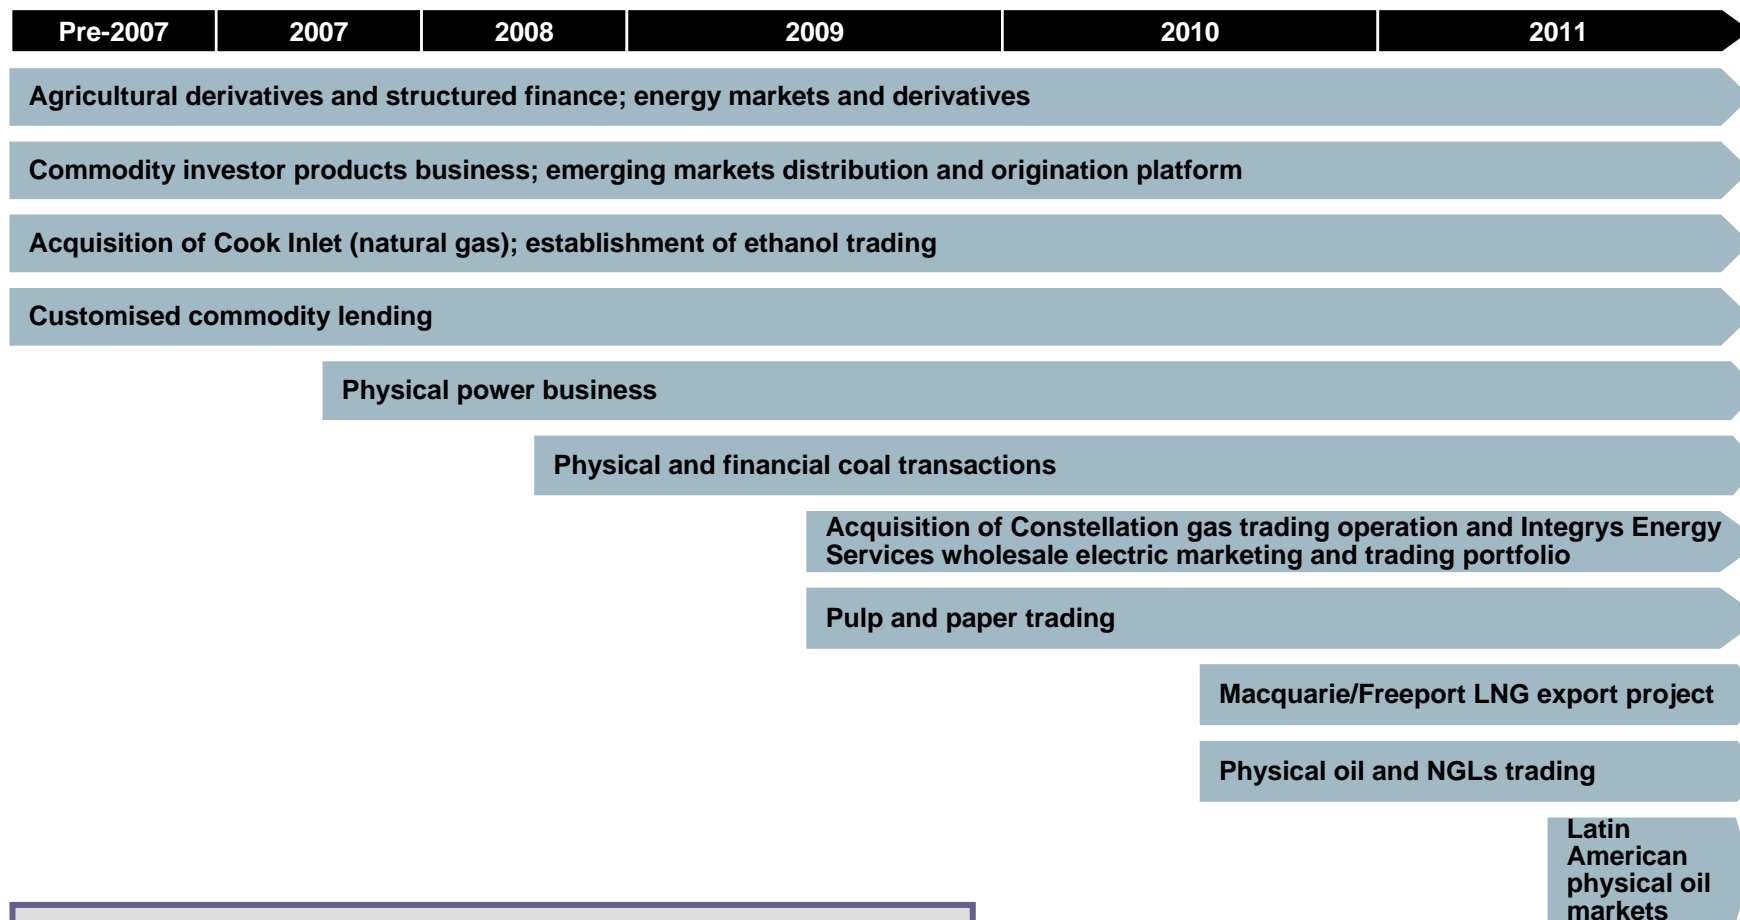 Pre-2007 2007 2008 2009 2010 2011
Agricultural derivatives and structured finance; energy markets and derivatives
Commodity investor products business; emerging markets distribution and origination platform
Acquisition of Cook Inlet (natural gas); establishment of ethanol trading
Customised commodity lending
Physical power business
Physical and financial coal transactions
Acquisition of Constellation gas trading operation and Integrys Energy
Services wholesale electric marketing and trading portfolio
Pulp and paper trading
Macquarie/Freeport LNG export project
Physical oil and NGLs trading
Latin
American
physical oil
markets